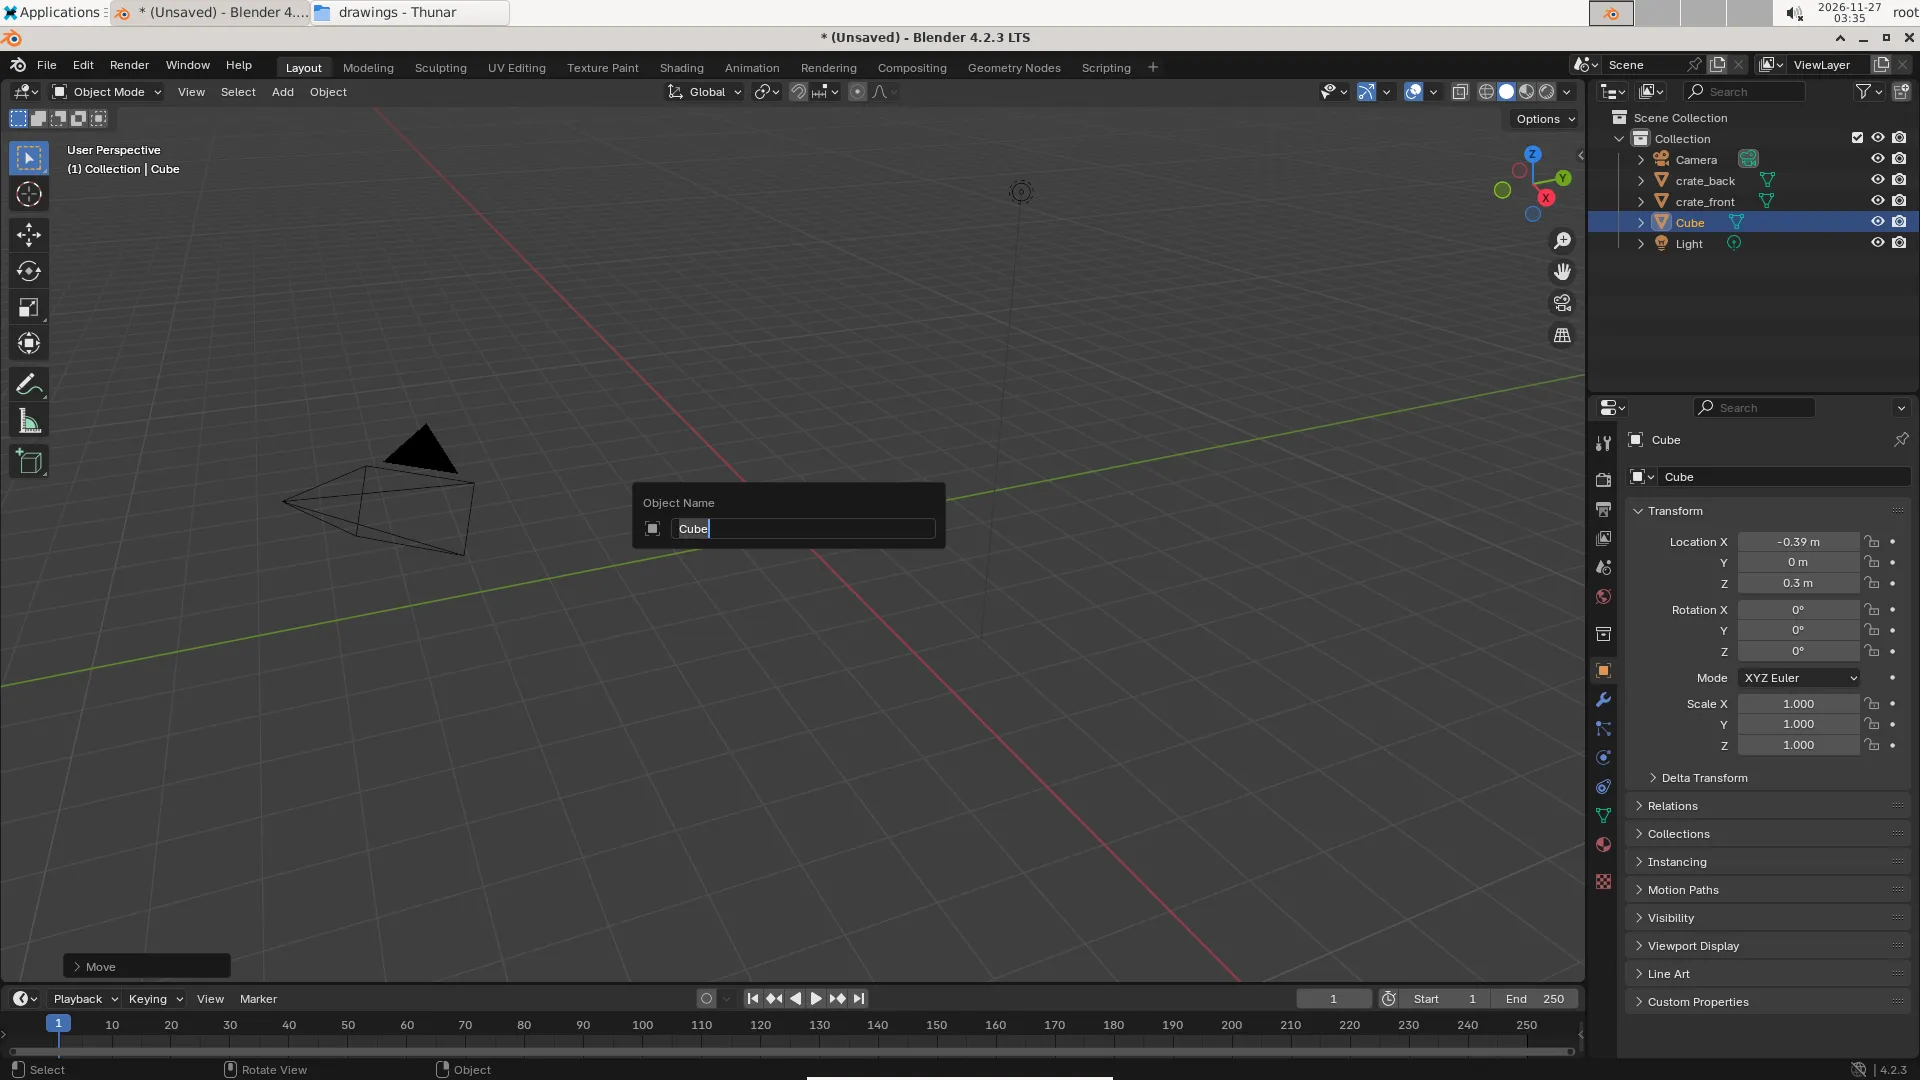 Applications
* (Unsaved) - Blender 4....
drawings - Thunar
2026-11-27
03:35
root
* (Unsaved) - Blender 4.2.3 LTS
File Edit Render Window Help
Layout Modeling Sculpting UV Editing Texture Paint Shading Animation Rendering Compositing Geometry Nodes Scripting +
Scene
ViewLayer
Object Mode View Select Add Object
Global
Search
Options
User Perspective
(1) Collection | Cube
Z
Y
X
Scene Collection
Collection
Camera
crate_back
crate_front
Cube
Light
Search
Cube
Cube
Transform
Location X -0.39 m
Y 0 m
Z 0.3 m
Rotation X 0°
Y 0°
Z 0°
Mode XYZ Euler
Scale X 1.000
Y 1.000
Z 1.000
Delta Transform
Relations
Collections
Instancing
Motion Paths
Visibility
Viewport Display
Line Art
Custom Properties
Object Name
Cube
Move
Playback Keying View Marker
1
Start 1
End 250
1 10 20 30 40 50 60 70 80 90 100 110 120 130 140 150 160 170 180 190 200 210 220 230 240 250
Select
Rotate View
Object
4.2.3